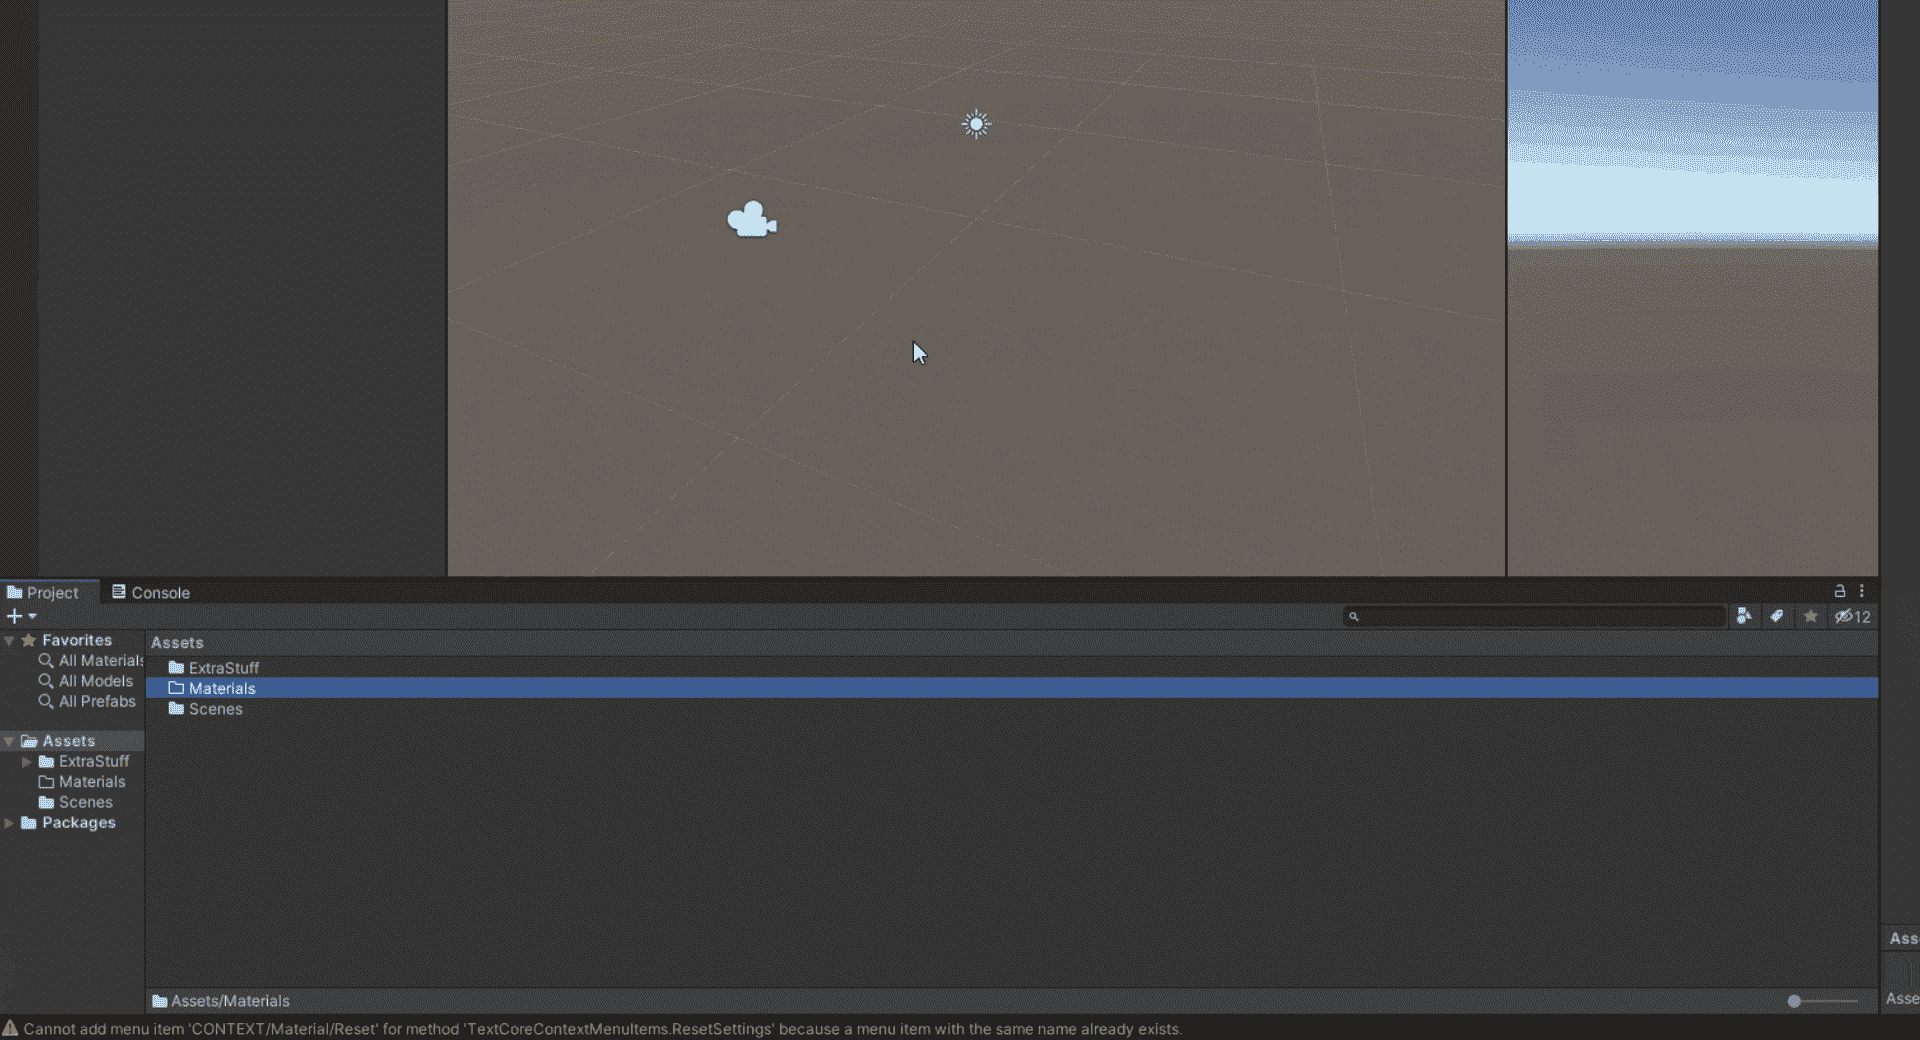 Project
Console
12
Favorites
All Materials
All Models
All Prefabs
Assets
ExtraStuff
Materials
Scenes
Packages
Assets
ExtraStuff
Materials
Scenes
Assets/Materials
Ass
Asse
Cannot add menu item 'CONTEXT/Material/Reset' for method 'TextCoreContextMenuItems.ResetSettings' because a menu item with the same name already exists.